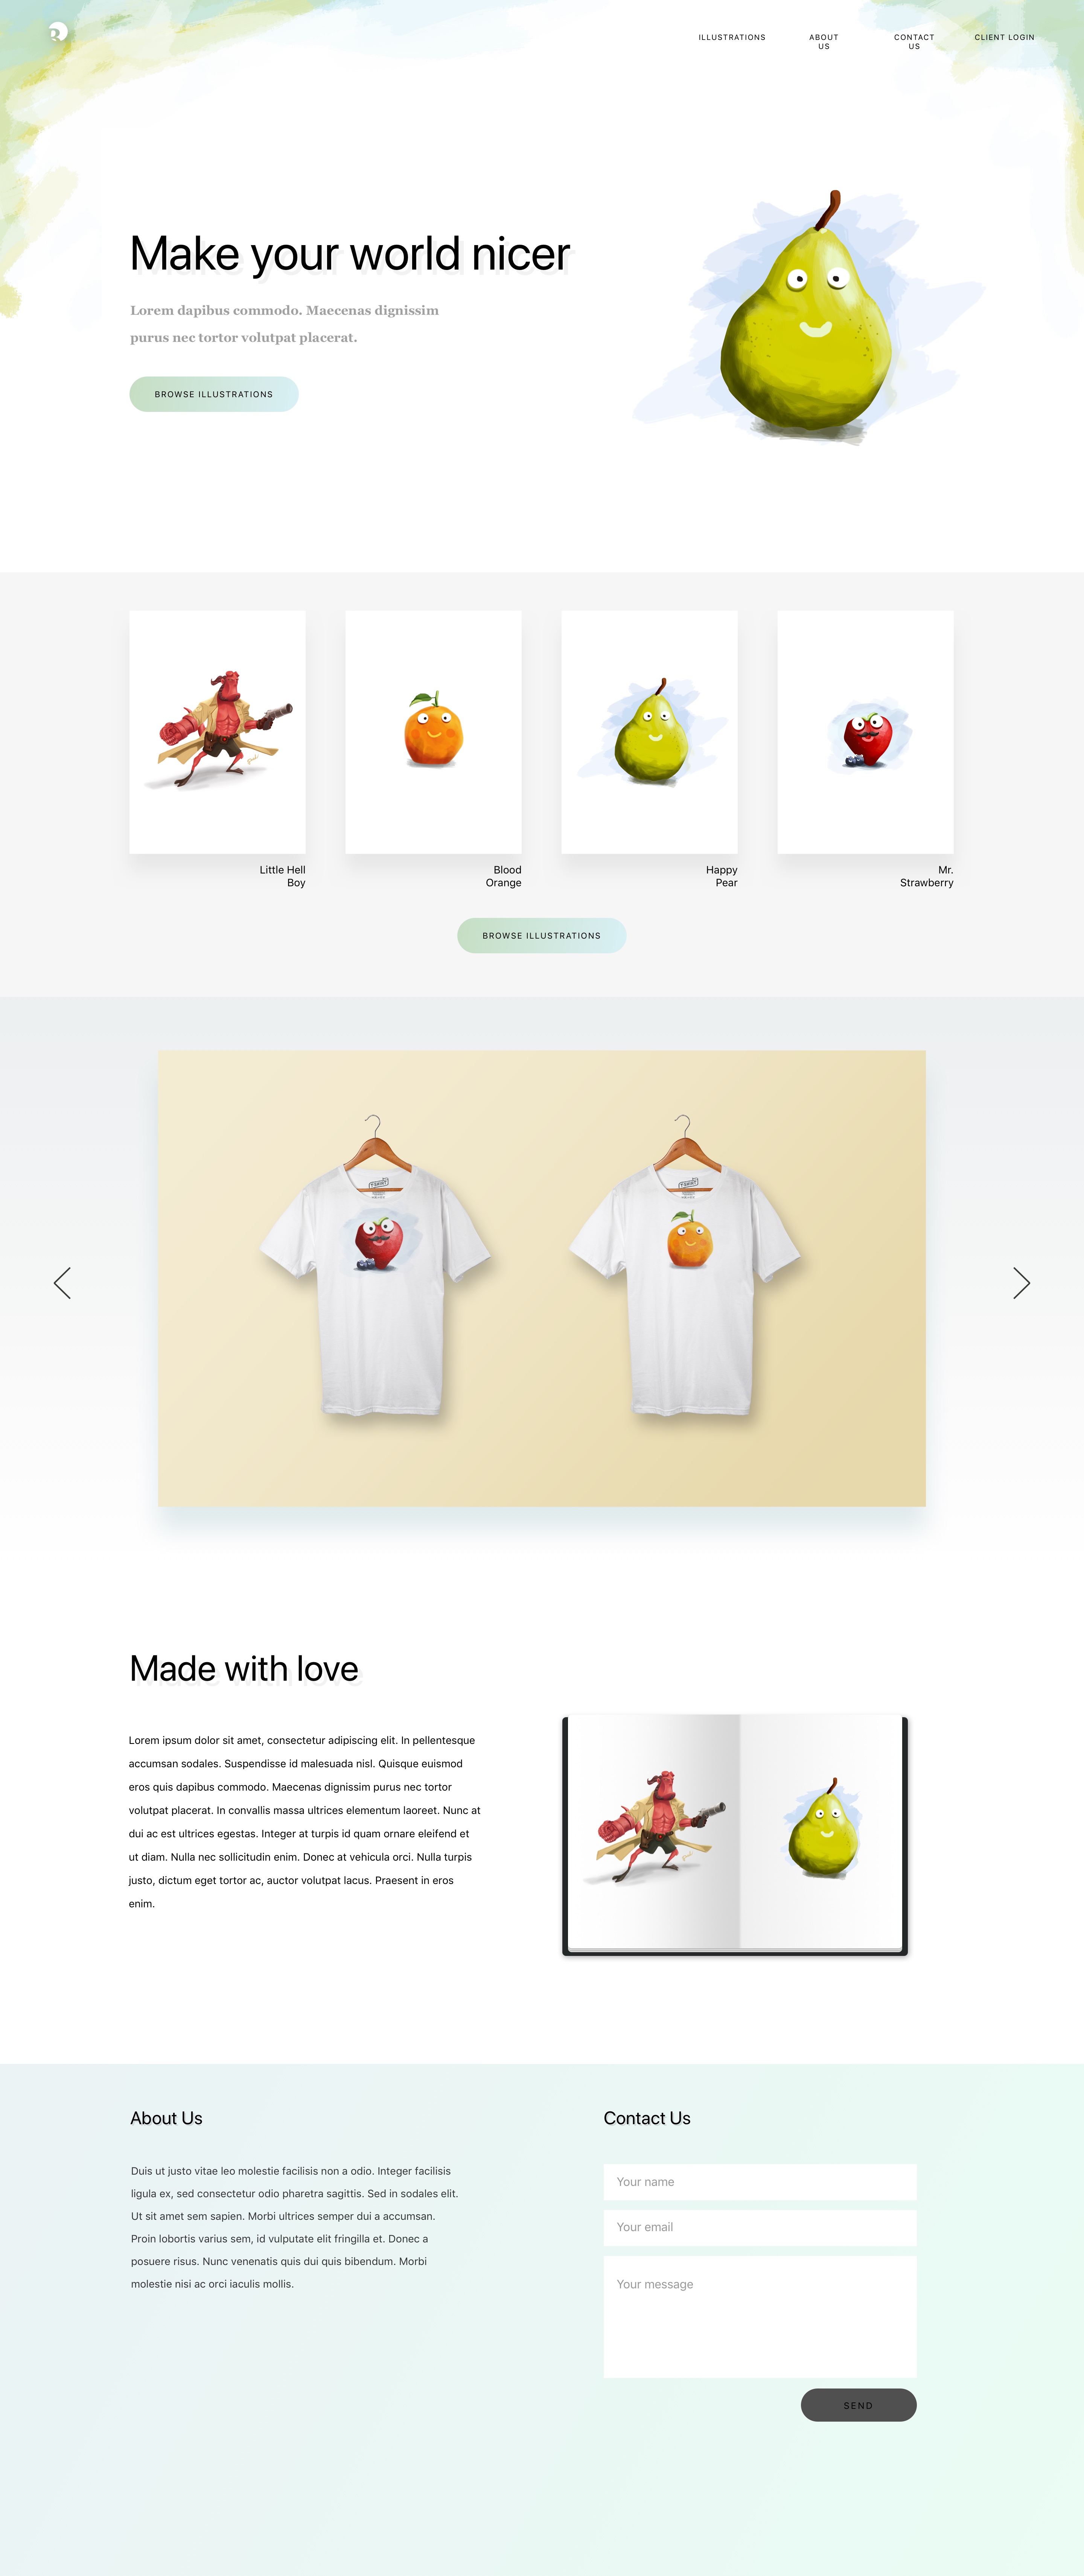 ILLUSTRATIONS
ABOUT
US
CONTACT
US
CLIENT LOGIN
Make your world nicer
Lorem dapibus commodo. Maecenas dignissim
purus nec tortor volutpat placerat.
BROWSE ILLUSTRATIONS
Little Hell
Boy
Blood
Orange
Happy
Pear
Mr.
Strawberry
BROWSE ILLUSTRATIONS
Made with love
Lorem ipsum dolor sit amet, consectetur adipiscing elit. In pellentesque
accumsan sodales. Suspendisse id malesuada nisl. Quisque euismod
eros quis dapibus commodo. Maecenas dignissim purus nec tortor
volutpat placerat. In convallis massa ultrices elementum laoreet. Nunc at
dui ac est ultrices egestas. Integer at turpis id quam ornare eleifend et
ut diam. Nulla nec sollicitudin enim. Donec at vehicula orci. Nulla turpis
justo, dictum eget tortor ac, auctor volutpat lacus. Praesent in eros
enim.
About Us
Duis ut justo vitae leo molestie facilisis non a odio. Integer facilisis
ligula ex, sed consectetur odio pharetra sagittis. Sed in sodales elit.
Ut sit amet sem sapien. Morbi ultrices semper dui a accumsan.
Proin lobortis varius sem, id vulputate elit fringilla et. Donec a
posuere risus. Nunc venenatis quis dui quis bibendum. Morbi
molestie nisi ac orci iaculis mollis.
Contact Us
Your name
Your email
Your message
SEND